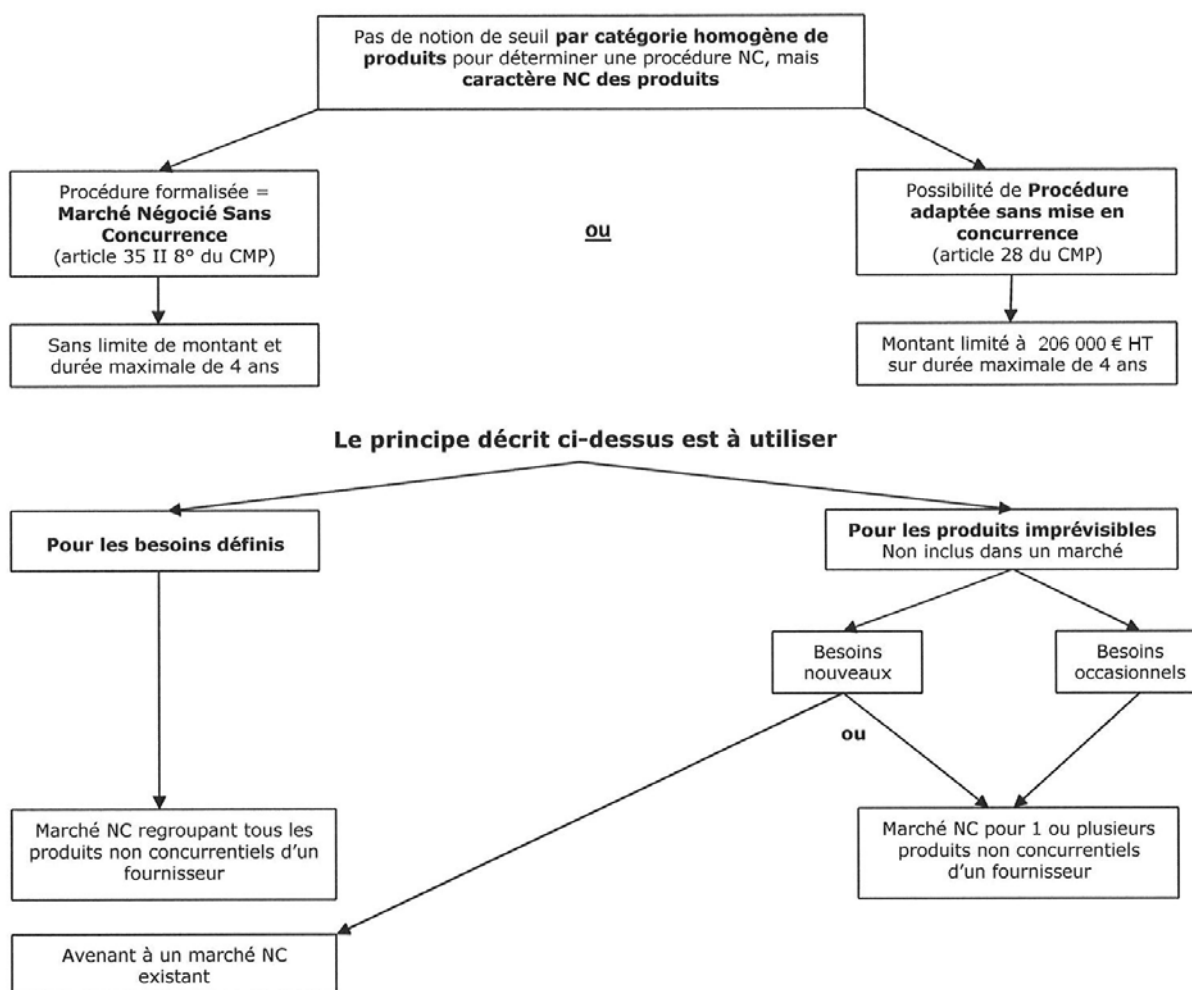 Pas de notion de seuil par catégorie homogène de
produits pour déterminer une procédure NC, mais
caractère NC des produits
Procédure formalisée =
Marché Négocié Sans
Concurrence
(article 35 II 8° du CMP)
ou
Possibilité de Procédure
adaptée sans mise en
concurrence
(article 28 du CMP)
Sans limite de montant et
durée maximale de 4 ans
Montant limité à 206 000 € HT
sur durée maximale de 4 ans
Le principe décrit ci-dessus est à utiliser
Pour les besoins définis
Pour les produits imprévisibles
Non inclus dans un marché
Besoins
nouveaux
Besoins
occasionnels
ou
Marché NC regroupant tous les
produits non concurrentiels d'un
fournisseur
Marché NC pour 1 ou plusieurs
produits non concurrentiels
d'un fournisseur
Avenant à un marché NC
existant